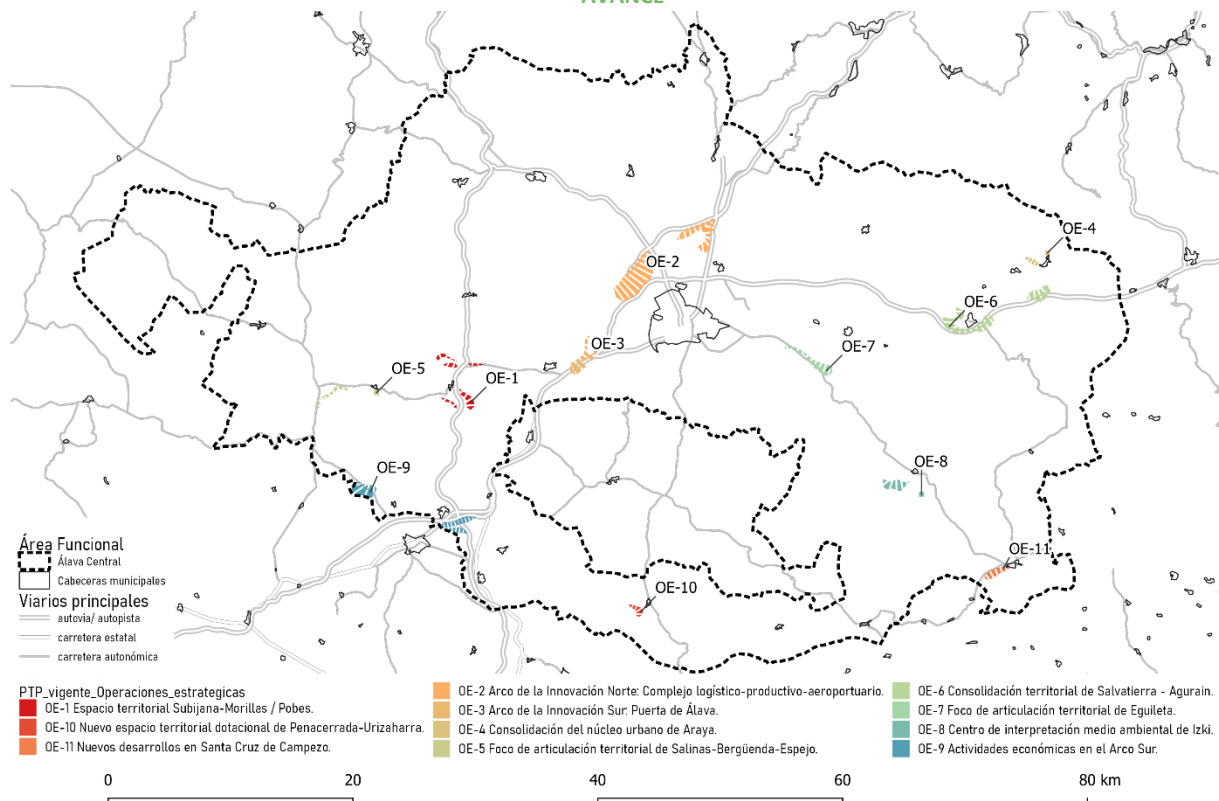 AVANCE
OE-4
OE-2
OE-6
OE-3
OE-7
OE-5
OE-1
OE-9
OE-8
OE-11
OE-10
Área Funcional
Álava Central
Cabeceras municipales
Viarios principales
autovia/ autopista
carretera estatal
carretera autonómica
PTP_vigente_Operaciones_estrategicas
OE-1 Espacio territorial Subijana-Morillas / Pobes.
OE-10 Nuevo espacio territorial dotacional de Penacerrada-Urizaharra.
OE-11 Nuevos desarrollos en Santa Cruz de Campezo.
OE-2 Arco de la Innovación Norte: Complejo logístico-productivo-aeroportuario.
OE-3 Arco de la Innovación Sur: Puerta de Álava.
OE-4 Consolidación del núcleo urbano de Araya.
OE-5 Foco de articulación territorial de Salinas-Bergüenda-Espejo.
OE-6 Consolidación territorial de Salvatierra - Agurain.
OE-7 Foco de articulación territorial de Eguileta.
OE-8 Centro de interpretación medio ambiental de Izki.
OE-9 Actividades económicas en el Arco Sur.
0 20 40 60 80 km